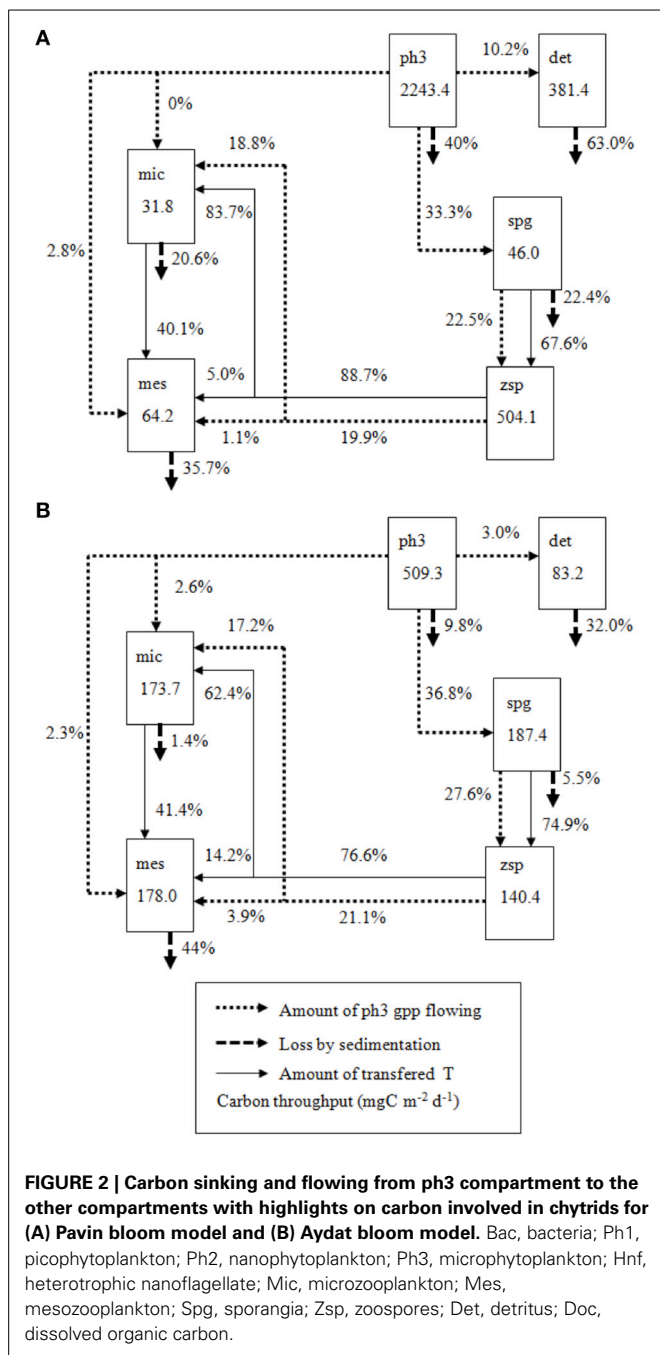 A
ph3
2243.4
10.2%
det
381.4
0%
40%
63.0%
18.8%
mic
31.8
83.7%
33.3%
spg
46.0
2.8%
20.6%
22.4%
22.5%
67.6%
40.1%
mes
64.2
5.0%
88.7%
zsp
504.1
1.1%
19.9%
35.7%
B
ph3
509.3
3.0%
det
83.2
2.6%
9.8%
32.0%
17.2%
mic
173.7
62.4%
36.8%
spg
187.4
2.3%
1.4%
5.5%
27.6%
74.9%
41.4%
mes
178.0
14.2%
76.6%
zsp
140.4
3.9%
21.1%
44%
Amount of ph3 gpp flowing
Loss by sedimentation
Amount of transfered T
Carbon throughput (mgC m-2 d-1)
FIGURE 2 | Carbon sinking and flowing from ph3 compartment to the
other compartments with highlights on carbon involved in chytrids for
(A) Pavin bloom model and (B) Aydat bloom model. Bac, bacteria; Ph1,
picophytoplankton; Ph2, nanophytoplankton; Ph3, microphytoplankton; Hnf,
heterotrophic nanoflagellate; Mic, microzooplankton; Mes,
mesozooplankton; Spg, sporangia; Zsp, zoospores; Det, detritus; Doc,
dissolved organic carbon.